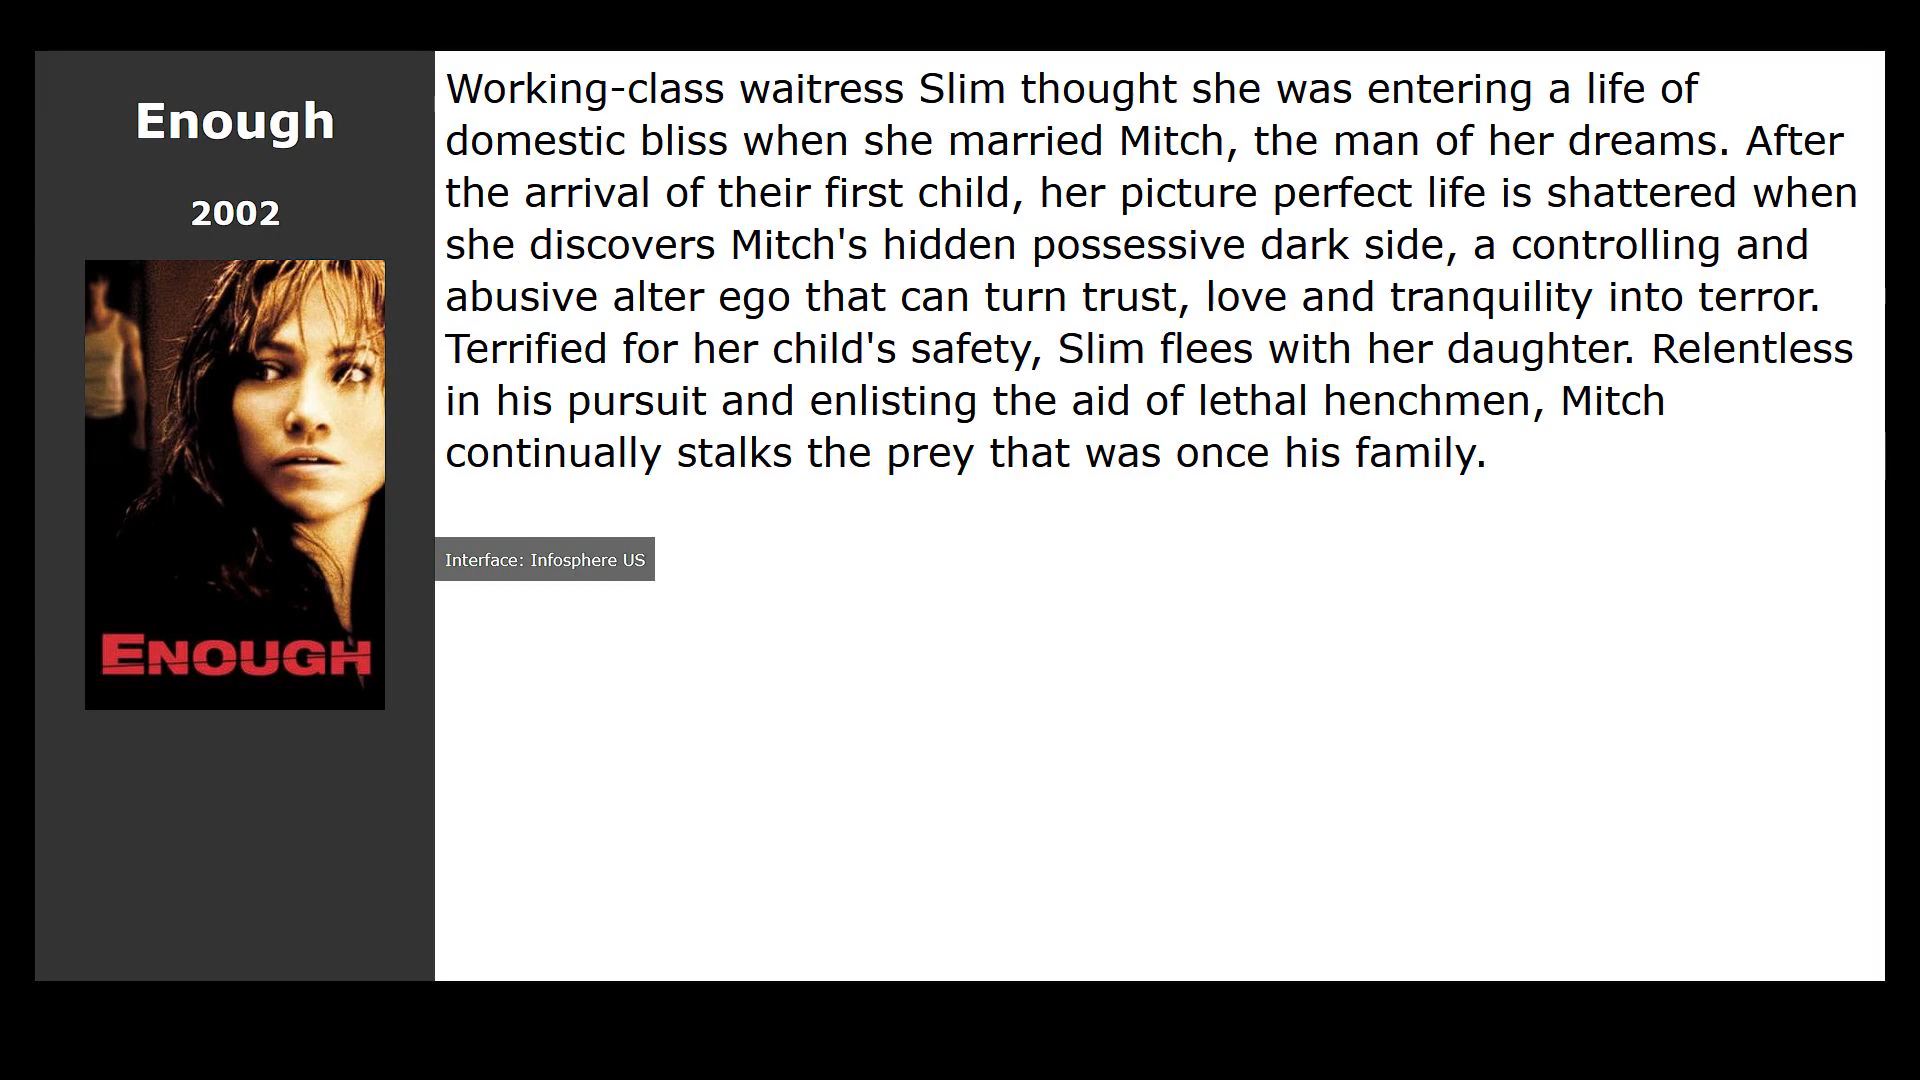 Enough
2002
ENOUGH
Working-class waitress Slim thought she was entering a life of
domestic bliss when she married Mitch, the man of her dreams. After
the arrival of their first child, her picture perfect life is shattered when
she discovers Mitch's hidden possessive dark side, a controlling and
abusive alter ego that can turn trust, love and tranquility into terror.
Terrified for her child's safety, Slim flees with her daughter. Relentless
in his pursuit and enlisting the aid of lethal henchmen, Mitch
continually stalks the prey that was once his family.
Interface: Infosphere US